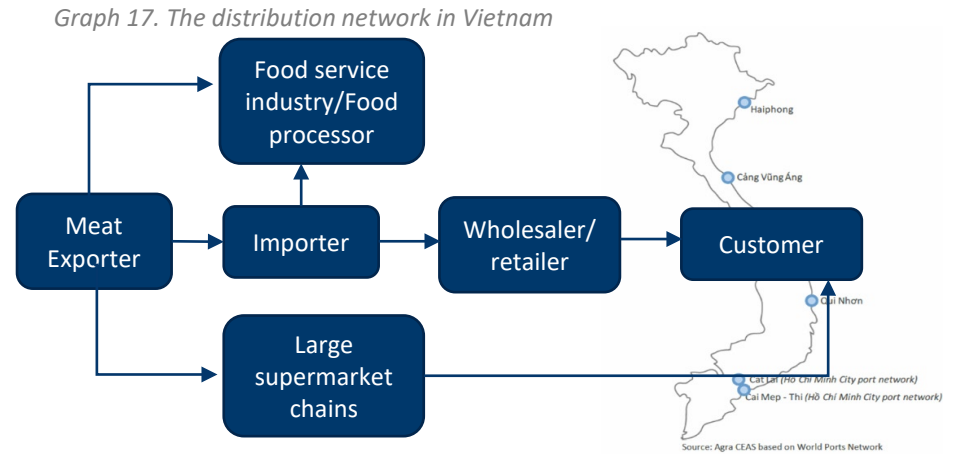 Graph 17. The distribution network in Vietnam
Food service
industry/Food
processor
Meat
Exporter
Importer
Wholesaler/
retailer
Customer
Large
supermarket
chains
Haiphong
Cảng Vũng Áng
Qui Nhơn
Cat Lai (Hồ Chí Minh City port network)
Cai Mep - Thi (Hồ Chí Minh City port network)
Source: Agra CEAS based on World Ports Network